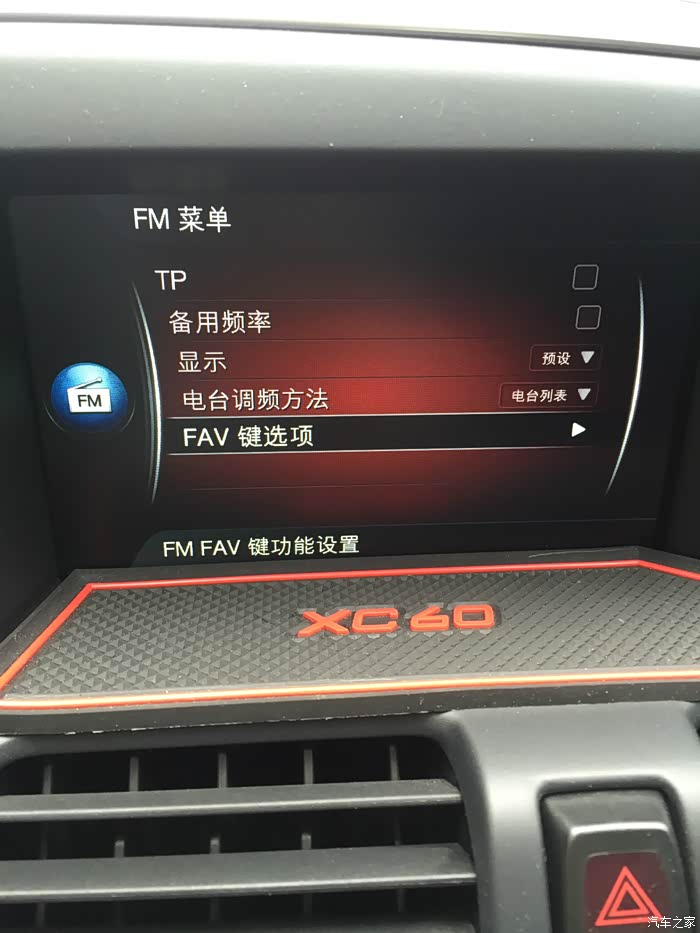 FM 菜单
TP
备用频率
显示 预设
电台调频方法 电台列表
FM
FAV 键选项
FM FAV 键功能设置
XC60
汽车之家